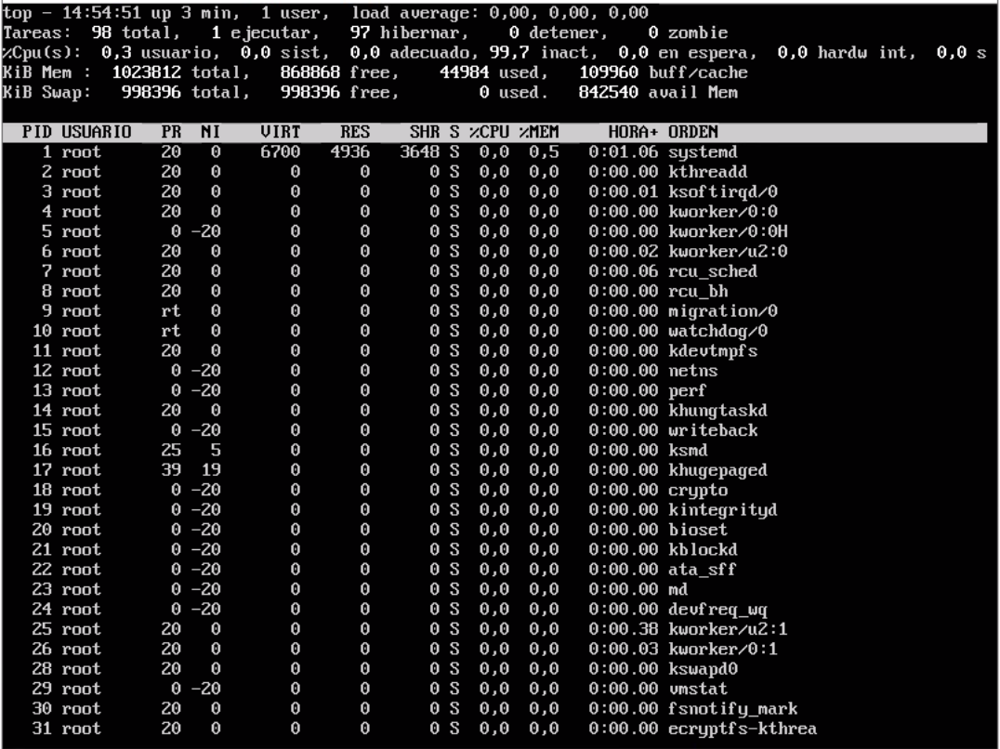 top - 14:54:51 up 3 min,  1 user,  load average: 0,00, 0,00, 0,00
Tareas:  98 total,   1 ejecutar,  97 hibernar,   0 detener,   0 zombie
%Cpu(s):  0,3 usuario,  0,0 sist,  0,0 adecuado, 99,7 inact,  0,0 en espera,  0,0 hardw int,  0,0 s
KiB Mem :  1023812 total,   868868 free,    44984 used,   109960 buff/cache
KiB Swap:   998396 total,   998396 free,        0 used.   842540 avail Mem
PID USUARIO   PR  NI    VIRT    RES    SHR S %CPU %MEM     HORA+ ORDEN
1 root      20   0    6700   4936   3648 S  0,0  0,5   0:01.06 systemd
2 root      20   0       0      0      0 S  0,0  0,0   0:00.00 kthreadd
3 root      20   0       0      0      0 S  0,0  0,0   0:00.01 ksoftirqd/0
4 root      20   0       0      0      0 S  0,0  0,0   0:00.00 kworker/0:0
5 root       0 -20       0      0      0 S  0,0  0,0   0:00.00 kworker/0:0H
6 root      20   0       0      0      0 S  0,0  0,0   0:00.02 kworker/u2:0
7 root      20   0       0      0      0 S  0,0  0,0   0:00.06 rcu_sched
8 root      20   0       0      0      0 S  0,0  0,0   0:00.00 rcu_bh
9 root      rt   0       0      0      0 S  0,0  0,0   0:00.00 migration/0
10 root      rt   0       0      0      0 S  0,0  0,0   0:00.00 watchdog/0
11 root      20   0       0      0      0 S  0,0  0,0   0:00.00 kdevtmpfs
12 root       0 -20       0      0      0 S  0,0  0,0   0:00.00 netns
13 root       0 -20       0      0      0 S  0,0  0,0   0:00.00 perf
14 root      20   0       0      0      0 S  0,0  0,0   0:00.00 khungtaskd
15 root       0 -20       0      0      0 S  0,0  0,0   0:00.00 writeback
16 root      25   5       0      0      0 S  0,0  0,0   0:00.00 ksmd
17 root      39  19       0      0      0 S  0,0  0,0   0:00.00 khugepaged
18 root       0 -20       0      0      0 S  0,0  0,0   0:00.00 crypto
19 root       0 -20       0      0      0 S  0,0  0,0   0:00.00 kintegrityd
20 root       0 -20       0      0      0 S  0,0  0,0   0:00.00 bioset
21 root       0 -20       0      0      0 S  0,0  0,0   0:00.00 kblockd
22 root       0 -20       0      0      0 S  0,0  0,0   0:00.00 ata_sff
23 root       0 -20       0      0      0 S  0,0  0,0   0:00.00 md
24 root       0 -20       0      0      0 S  0,0  0,0   0:00.00 devfreq_wq
25 root      20   0       0      0      0 S  0,0  0,0   0:00.38 kworker/u2:1
26 root      20   0       0      0      0 S  0,0  0,0   0:00.03 kworker/0:1
28 root      20   0       0      0      0 S  0,0  0,0   0:00.00 kswapd0
29 root       0 -20       0      0      0 S  0,0  0,0   0:00.00 vmstat
30 root      20   0       0      0      0 S  0,0  0,0   0:00.00 fsnotify_mark
31 root      20   0       0      0      0 S  0,0  0,0   0:00.00 ecryptfs-kthrea